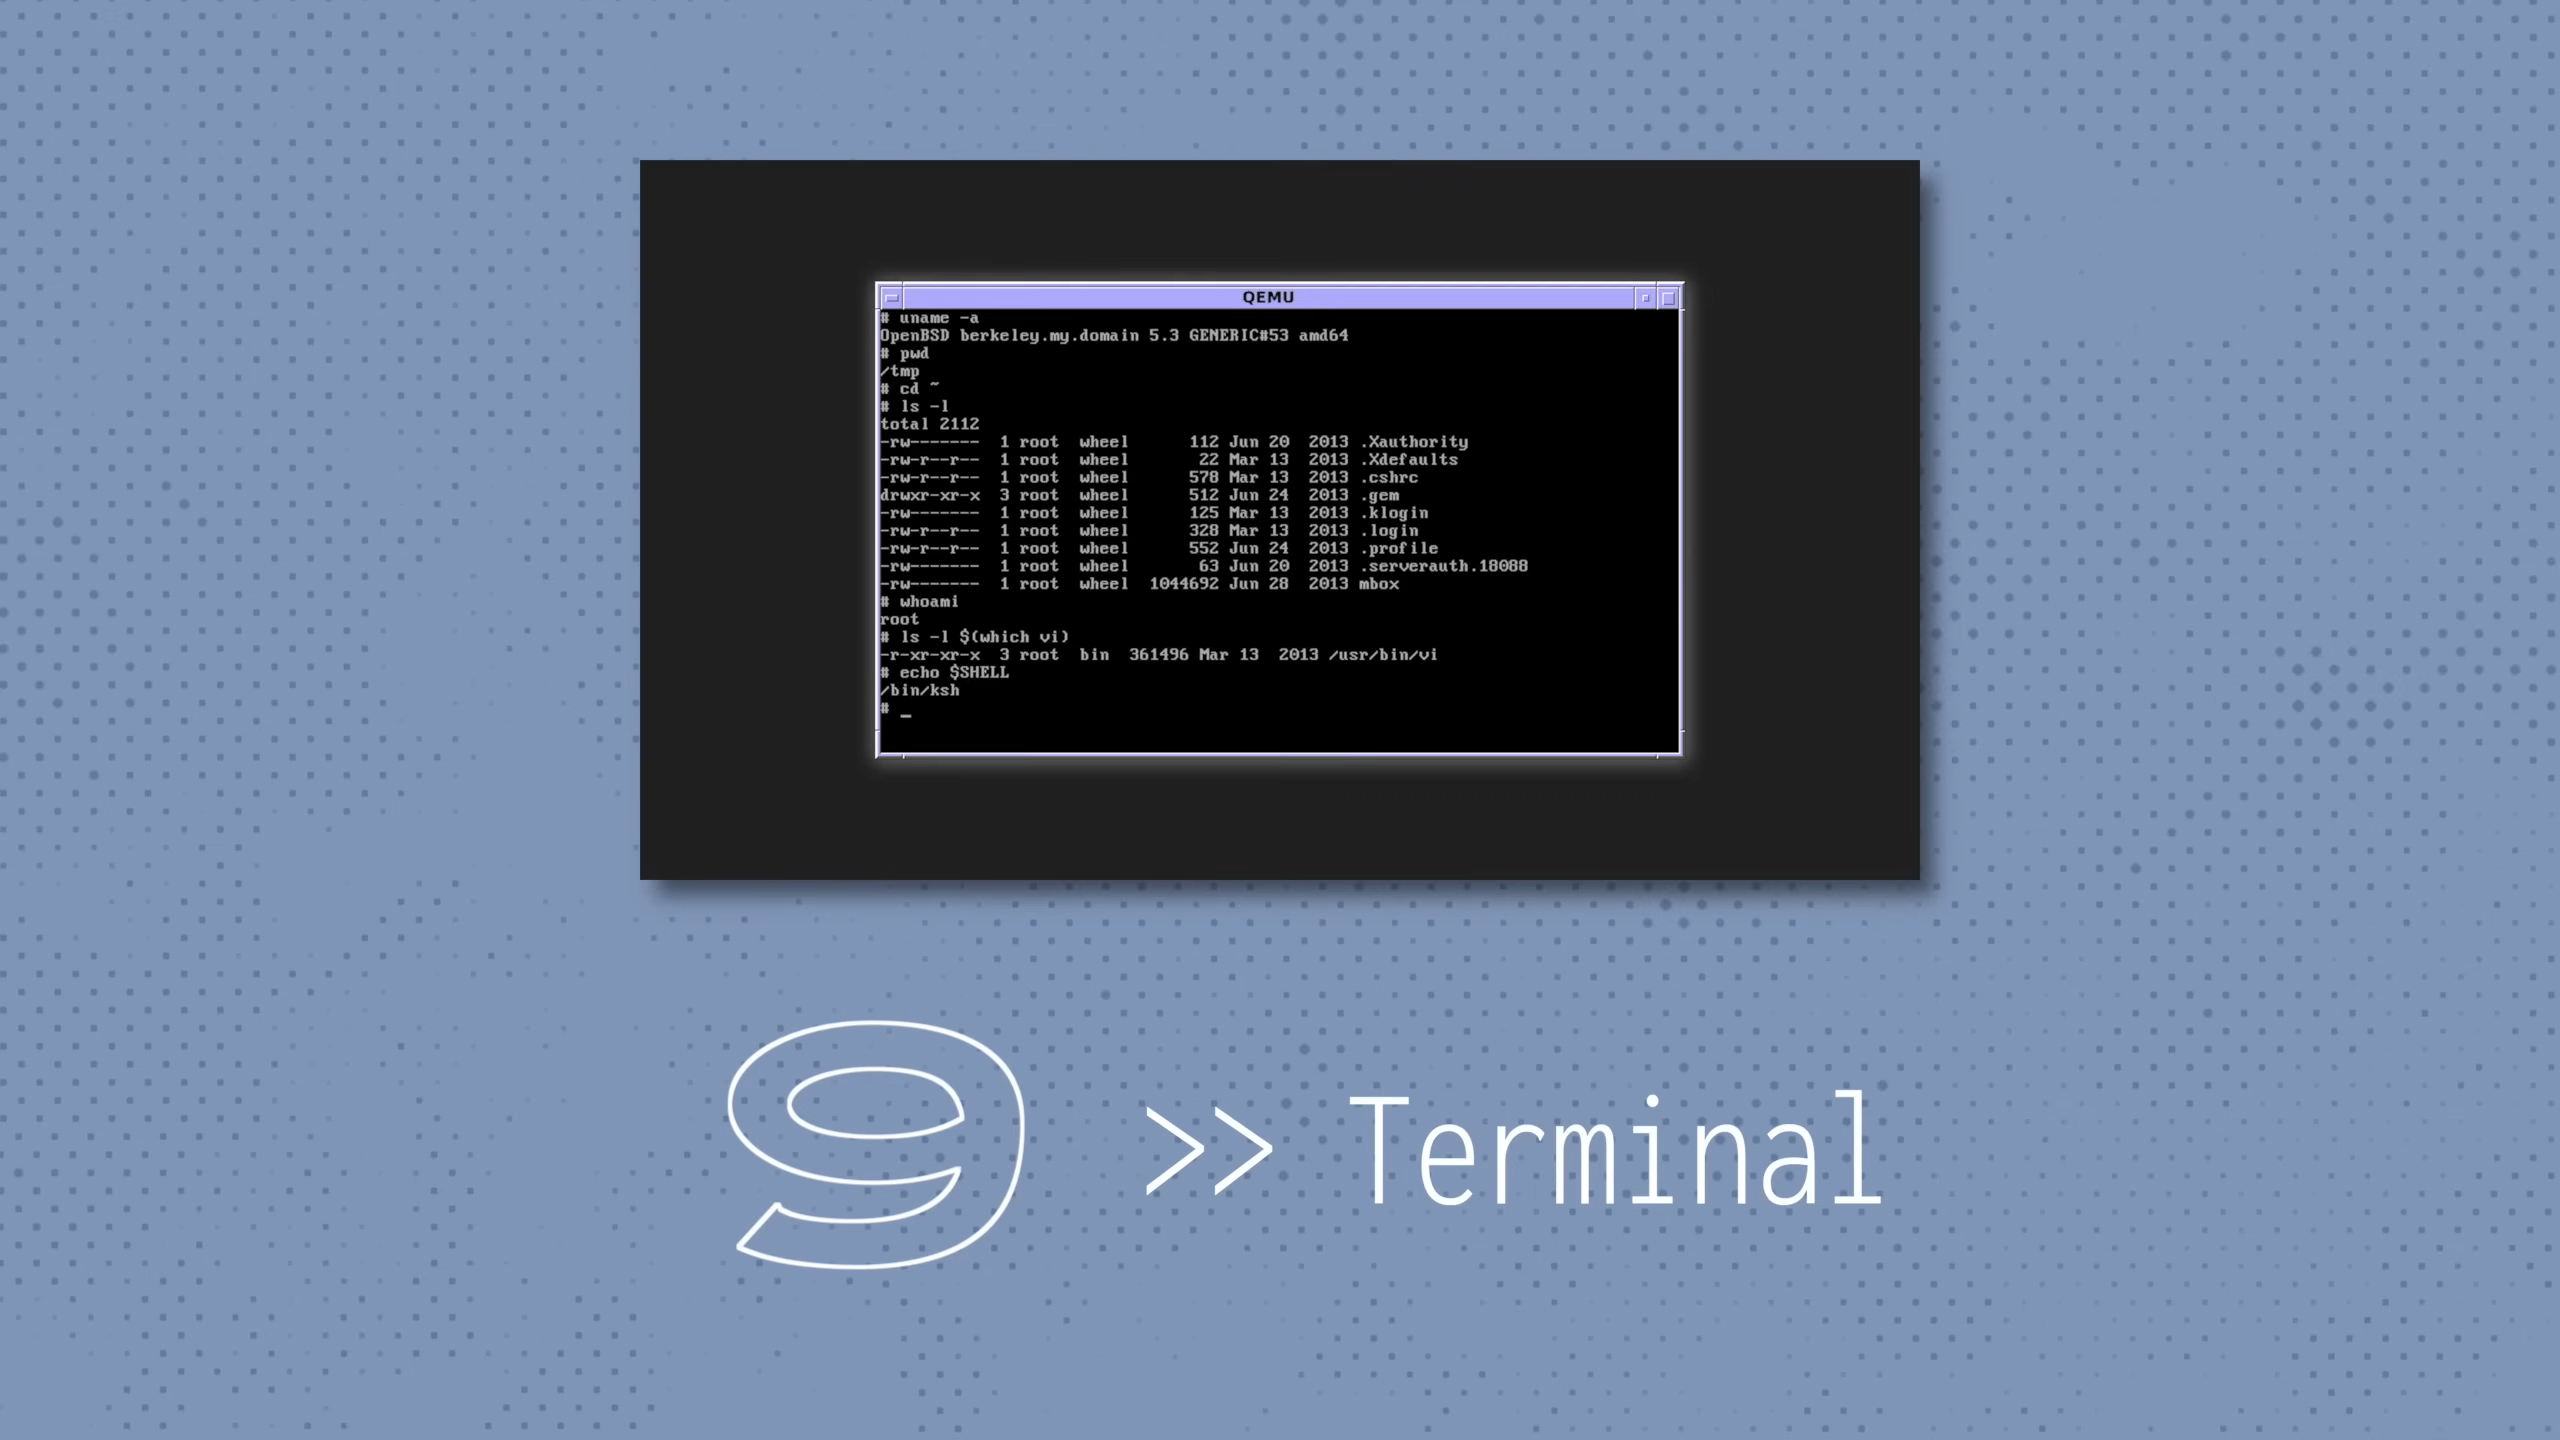 QEMU
# uname -a
OpenBSD berkeley.my.domain 5.3 GENERIC#53 amd64
# pwd
/tmp
# cd ~
# ls -l
total 2112
-rw-------  1 root  wheel      112 Jun 20  2013 .Xauthority
-rw-r--r--  1 root  wheel       22 Mar 13  2013 .Xdefaults
-rw-r--r--  1 root  wheel      578 Mar 13  2013 .cshrc
drwxr-xr-x  3 root  wheel      512 Jun 24  2013 .gem
-rw-------  1 root  wheel      125 Mar 13  2013 .klogin
-rw-r--r--  1 root  wheel      328 Mar 13  2013 .login
-rw-r--r--  1 root  wheel      552 Jun 24  2013 .profile
-rw-------  1 root  wheel       63 Jun 20  2013 .serverauth.18088
-rw-------  1 root  wheel  1044692 Jun 28  2013 mbox
# whoami
root
# ls -l $(which vi)
-r-xr-xr-x  3 root  bin  361496 Mar 13  2013 /usr/bin/vi
# echo $SHELL
/bin/ksh
# _
9 >> Terminal